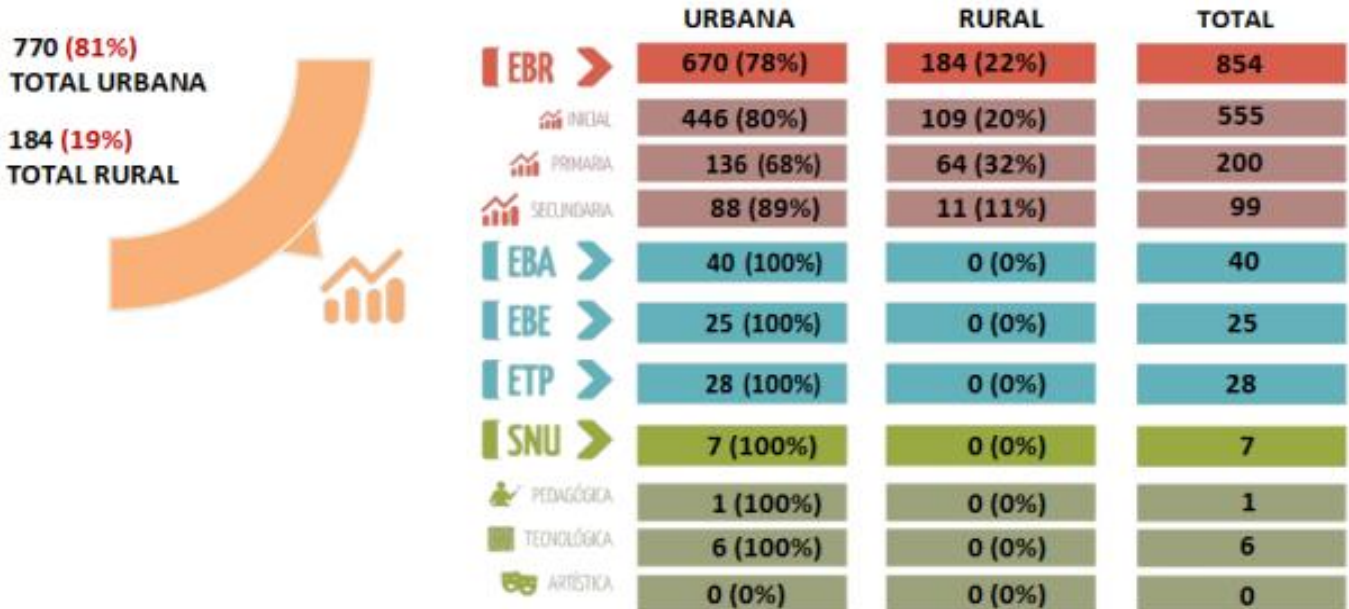 770 (81%)
TOTAL URBANA
184 (19%)
TOTAL RURAL
URBANA RURAL TOTAL
EBR 670 (78%) 184 (22%) 854
INICIAL 446 (80%) 109 (20%) 555
PRIMARIA 136 (68%) 64 (32%) 200
SECUNDARIA 88 (89%) 11 (11%) 99
EBA 40 (100%) 0 (0%) 40
EBE 25 (100%) 0 (0%) 25
ETP 28 (100%) 0 (0%) 28
SNU 7 (100%) 0 (0%) 7
PEDAGÓGICA 1 (100%) 0 (0%) 1
TECNOLÓGICA 6 (100%) 0 (0%) 6
ARTÍSTICA 0 (0%) 0 (0%) 0